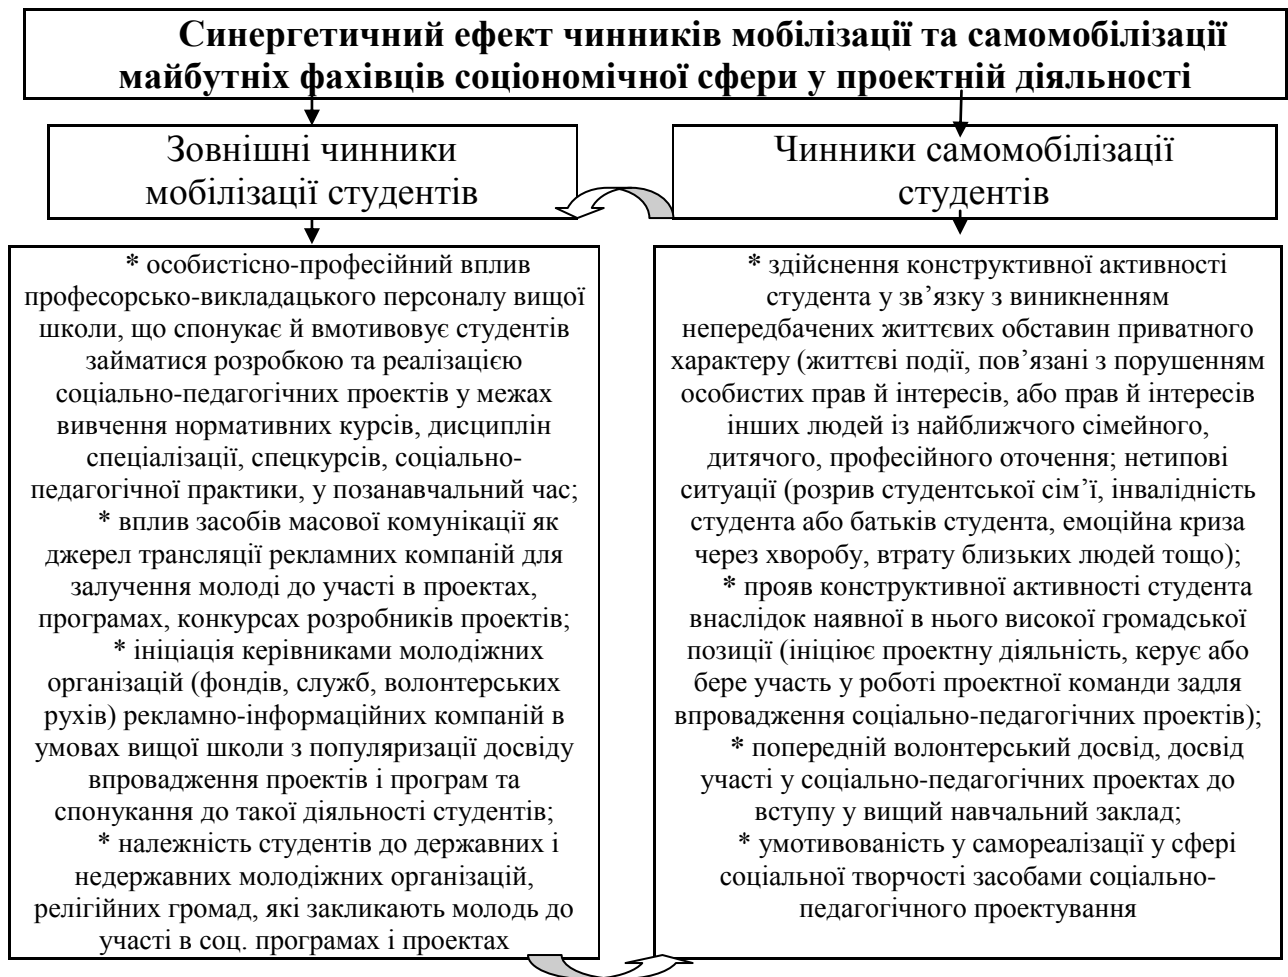 Синергетичний ефект чинників мобілізації та самомобілізації
майбутніх фахівців соціономічної сфери у проектній діяльності
Зовнішні чинники
мобілізації студентів
Чинники самомобілізації
студентів
* особистісно-професійний вплив
професорсько-викладацького персоналу вищої
школи, що спонукає й вмотивовує студентів
займатися розробкою та реалізацією
соціально-педагогічних проектів у межах
вивчення нормативних курсів, дисциплін
спеціалізації, спецкурсів, соціально-
педагогічної практики, у позанавчальний час;
* вплив засобів масової комунікації як
джерел трансляції рекламних компаній для
залучення молоді до участі в проектах,
програмах, конкурсах розробників проектів;
* ініціація керівниками молодіжних
організацій (фондів, служб, волонтерських
рухів) рекламно-інформаційних компаній в
умовах вищої школи з популяризації досвіду
впровадження проектів і програм та
спонукання до такої діяльності студентів;
* належність студентів до державних і
недержавних молодіжних організацій,
релігійних громад, які закликають молодь до
участі в соц. програмах і проектах
* здійснення конструктивної активності
студента у зв’язку з виникненням
непередбачених життєвих обставин приватного
характеру (життєві події, пов’язані з порушенням
особистих прав й інтересів, або прав й інтересів
інших людей із найближчого сімейного,
дитячого, професійного оточення; нетипові
ситуації (розрив студентської сім’ї, інвалідність
студента або батьків студента, емоційна криза
через хворобу, втрату близьких людей тощо);
* прояв конструктивної активності студента
внаслідок наявної в нього високої громадської
позиції (ініціює проектну діяльність, керує або
бере участь у роботі проектної команди задля
впровадження соціально-педагогічних проектів);
* попередній волонтерський досвід, досвід
участі у соціально-педагогічних проектах до
вступу у вищий навчальний заклад;
* умотивованість у самореалізації у сфері
соціальної творчості засобами соціально-
педагогічного проектування